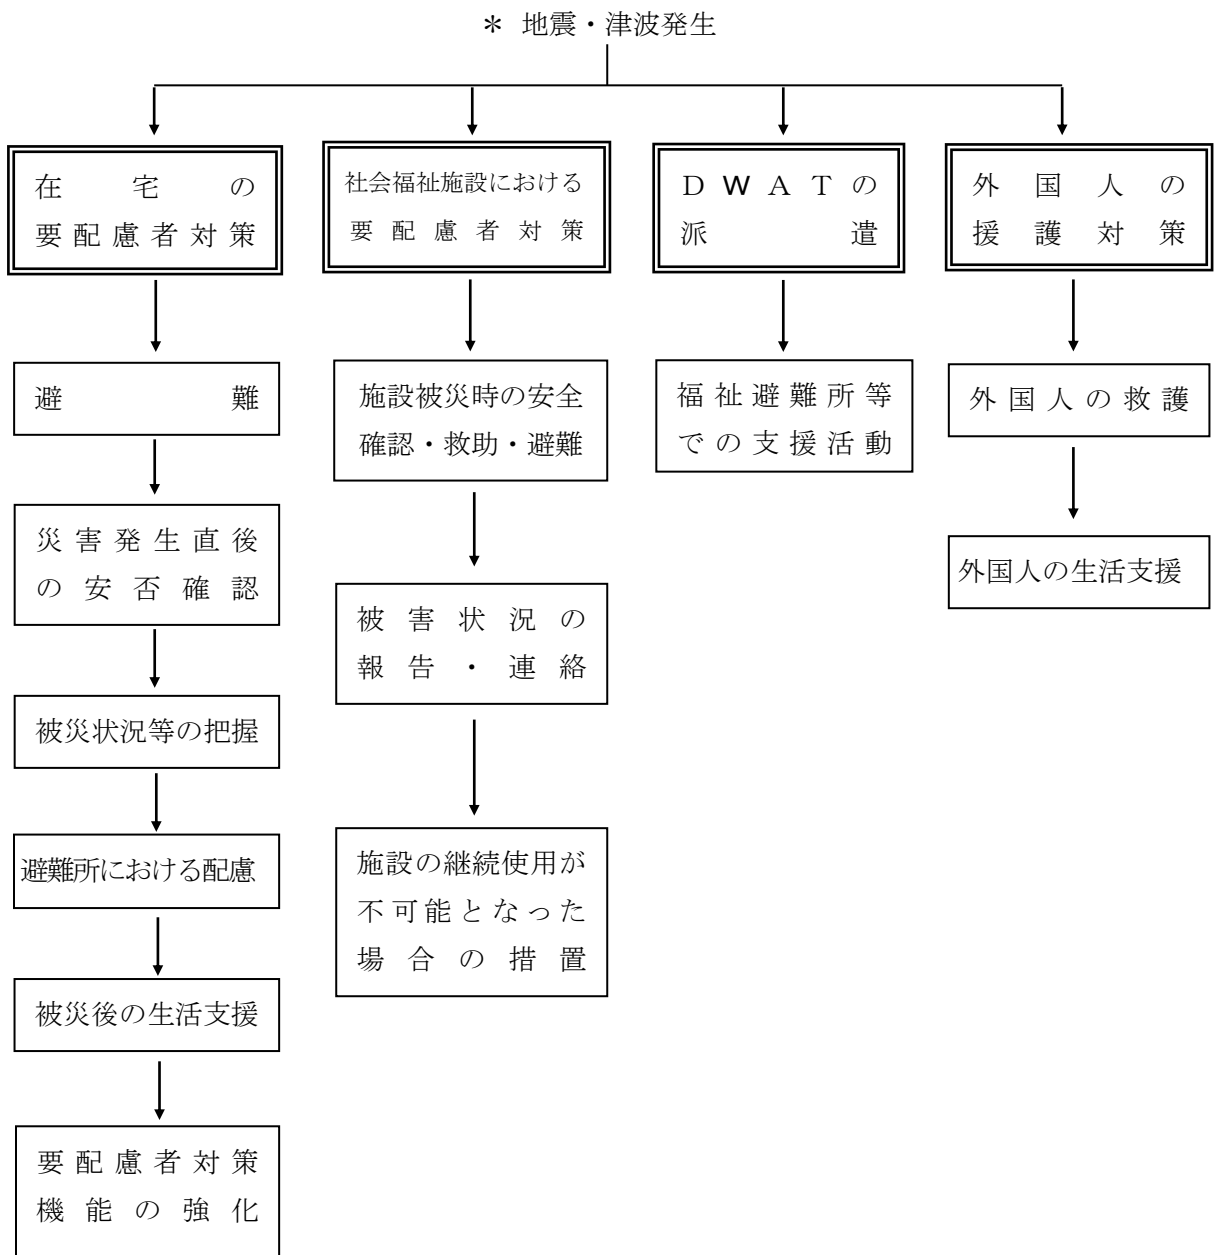 ＊ 地震・津波発生
在宅の
要配慮者対策
避難
災害発生直後
の安否確認
被災状況等の把握
避難所における配慮
被災後の生活支援
要配慮者対策
機能の強化
社会福祉施設における
要配慮者対策
施設被災時の安全
確認・救助・避難
被害状況の
報告・連絡
施設の継続使用が
不可能となった
場合の措置
ＤＷＡＴの
派遣
福祉避難所等
での支援活動
外国人の
援護対策
外国人の救護
外国人の生活支援